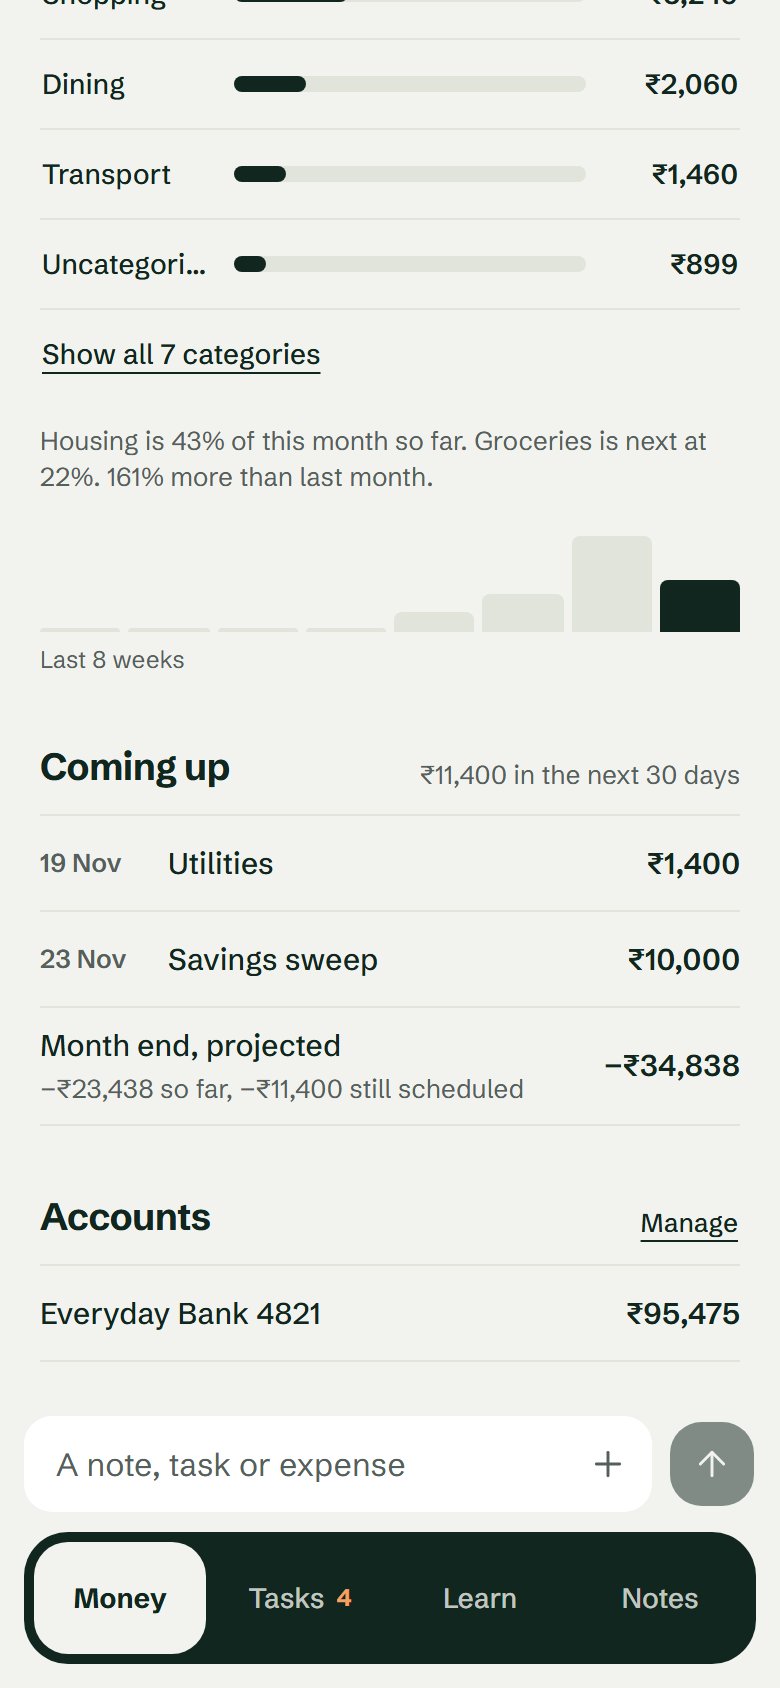 Shopping
Dining ₹2,060
Transport ₹1,460
Uncategori... ₹899
Show all 7 categories
Housing is 43% of this month so far. Groceries is next at
22%. 161% more than last month.
Last 8 weeks
Coming up ₹11,400 in the next 30 days
19 Nov Utilities ₹1,400
23 Nov Savings sweep ₹10,000
Month end, projected −₹34,838
−₹23,438 so far, −₹11,400 still scheduled
Accounts Manage
Everyday Bank 4821 ₹95,475
A note, task or expense
Money Tasks 4 Learn Notes